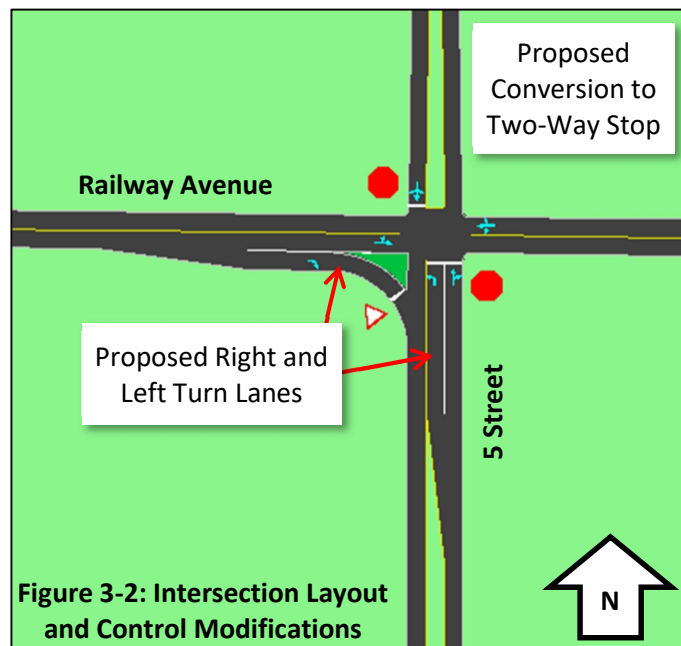 Proposed
Conversion to
Two-Way Stop
Railway Avenue
Proposed Right and
Left Turn Lanes
5 Street
Figure 3-2: Intersection Layout
and Control Modifications
N